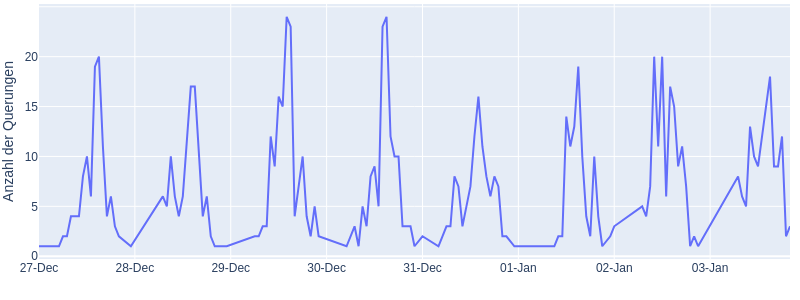 Anzahl der Querungen
20
15
10
5
0
27-Dec
28-Dec
29-Dec
30-Dec
31-Dec
01-Jan
02-Jan
03-Jan